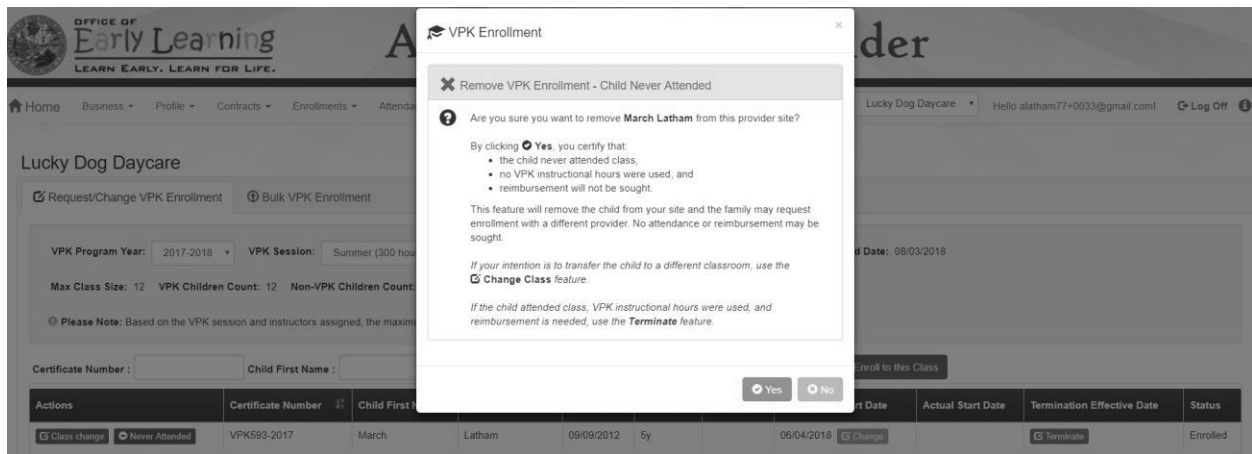 OFFICE OF
Early Learning
LEARN EARLY. LEARN FOR LIFE.
A
der
Home Business Profile Contracts Enrollments Attenda
Lucky Dog Daycare Hello alatham77+0033@gmail.com! Log Off
Lucky Dog Daycare
Request/Change VPK Enrollment Bulk VPK Enrollment
VPK Program Year: 2017-2018 VPK Session: Summer (300 hou
d Date: 08/03/2018
Max Class Size: 12 VPK Children Count: 12 Non-VPK Children Count:
Please Note: Based on the VPK session and instructors assigned, the maximu
Certificate Number : Child First Name :
Enroll to this Class
Actions Certificate Number Child First N
rt Date Actual Start Date Termination Effective Date Status
Class change Never Attended VPK593-2017 March Latham 09/09/2012 5y 06/04/2018 Change Terminate Enrolled
VPK Enrollment ×
Remove VPK Enrollment - Child Never Attended
Are you sure you want to remove March Latham from this provider site?
By clicking Yes, you certify that:
• the child never attended class,
• no VPK instructional hours were used, and
• reimbursement will not be sought.
This feature will remove the child from your site and the family may request
enrollment with a different provider. No attendance or reimbursement may be
sought.
If your intention is to transfer the child to a different classroom, use the
Change Class feature.
If the child attended class, VPK instructional hours were used, and
reimbursement is needed, use the Terminate feature.
Yes No